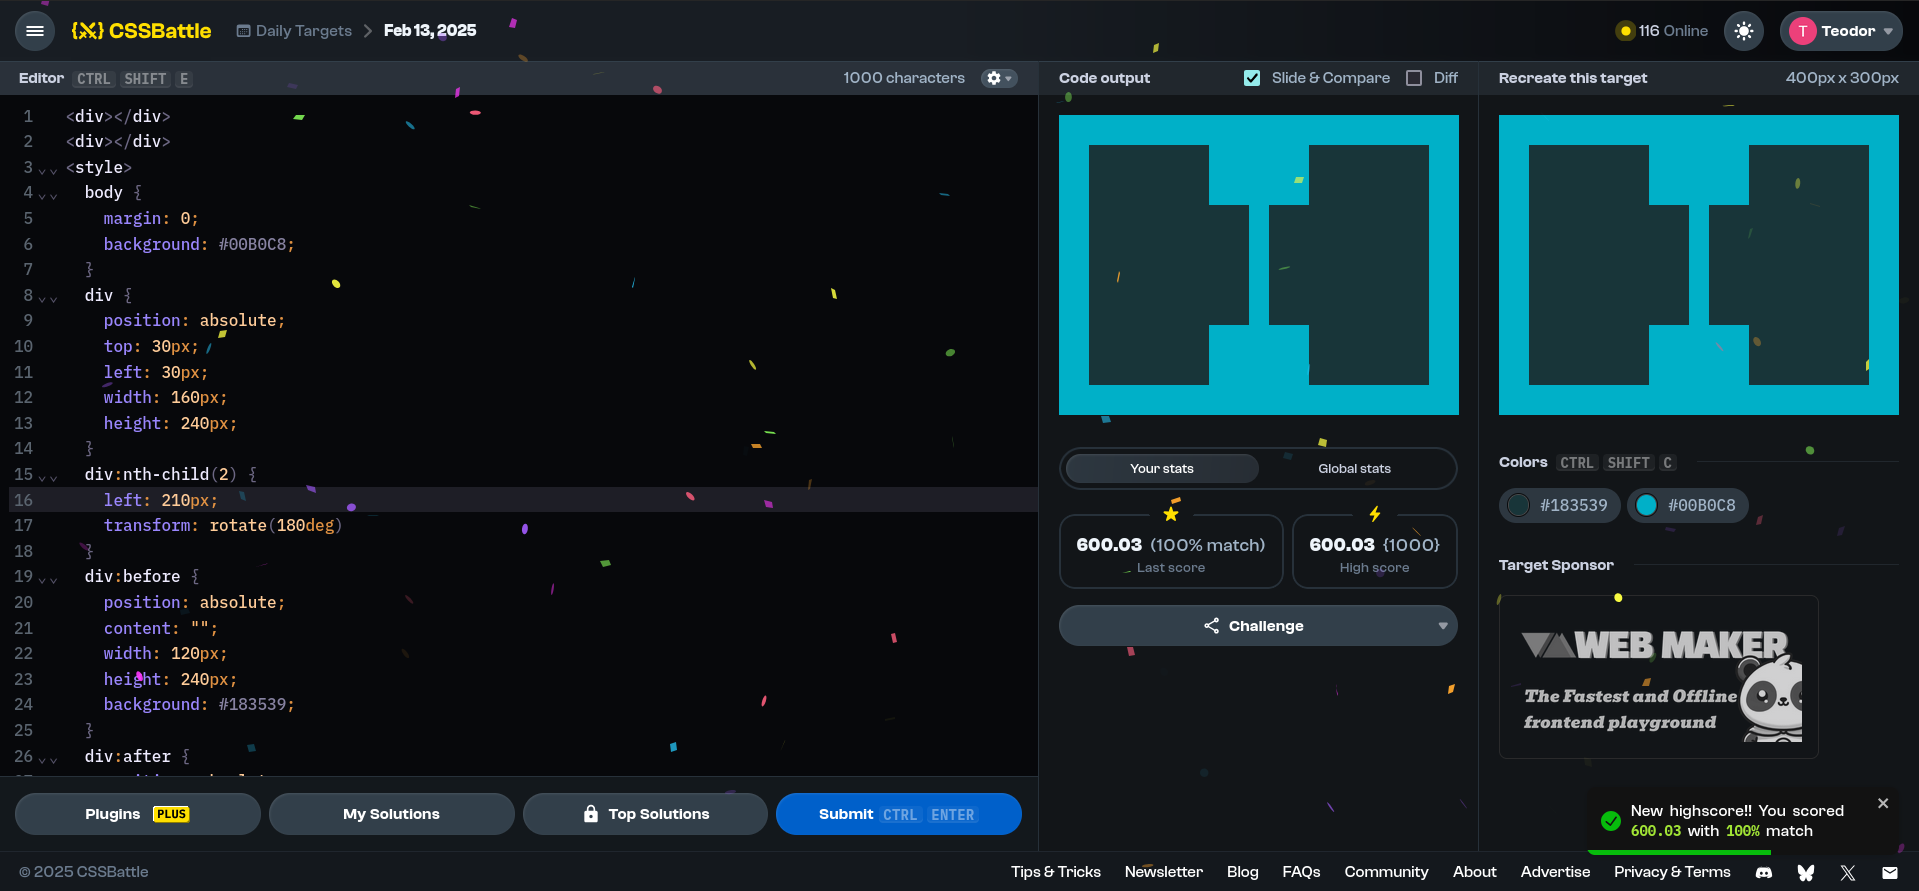 {X} CSSBattle
Daily Targets
Feb 13, 2025
116 Online
T
Teodor
Editor CTRL SHIFT E
1000 characters
1 <div></div>
2 <div></div>
3 <style>
4 body {
5 margin: 0;
6 background: #00B0C8;
7 }
8 div {
9 position: absolute;
10 top: 30px;
11 left: 30px;
12 width: 160px;
13 height: 240px;
14 }
15 div:nth-child(2) {
16 left: 210px;
17 transform: rotate(180deg)
18 }
19 div:before {
20 position: absolute;
21 content: "";
22 width: 120px;
23 height: 240px;
24 background: #183539;
25 }
26 div:after {
Plugins PLUS
My Solutions
Top Solutions
Submit CTRL ENTER
Code output
Slide & Compare
Diff
Your stats
Global stats
600.03 (100% match)
Last score
600.03 {1000}
High score
Challenge
Recreate this target
400px x 300px
Colors CTRL SHIFT C
#183539
#00B0C8
Target Sponsor
WEB MAKER
The Fastest and Offline
frontend playground
New highscore!! You scored
600.03 with 100% match
© 2025 CSSBattle
Tips & Tricks
Newsletter
Blog
FAQs
Community
About
Advertise
Privacy & Terms